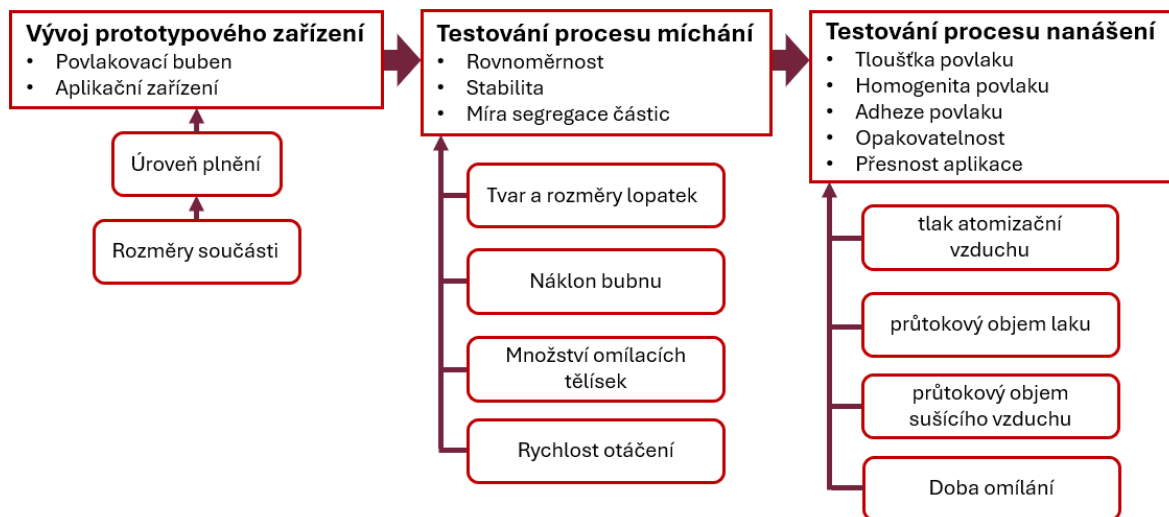 Vývoj prototypového zařízení
• Povlakovací buben
• Aplikační zařízení
Úroveň plnění
Rozměry součásti
Testování procesu míchání
• Rovnoměrnost
• Stabilita
• Míra segregace částic
Tvar a rozměry lopatek
Náklon bubnu
Množství omílacích
tělísek
Rychlost otáčení
Testování procesu nanášení
• Tloušťka povlaku
• Homogenita povlaku
• Adheze povlaku
• Opakovatelnost
• Přesnost aplikace
tlak atomizační
vzduchu
průtokový objem laku
průtokový objem
sušícího vzduchu
Doba omílání